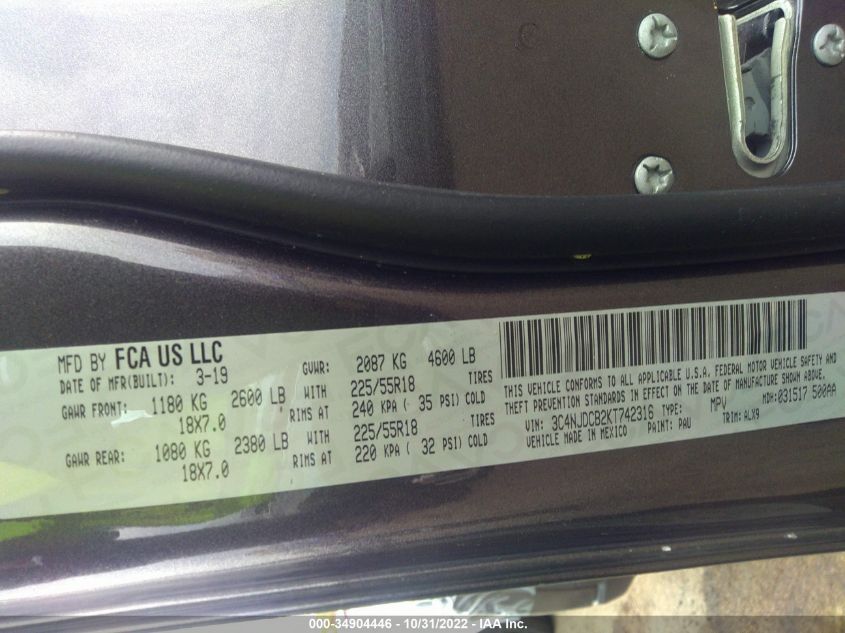 MFD BY FCA US LLC
DATE OF MFR(BUILT): 3-19 GVWR: 2087 KG 4600 LB
GAWR FRONT: 1180 KG 2600 LB WITH 225/55R18 TIRES
18X7.0 RIMS AT 240 KPA ( 35 PSI) COLD
GAWR REAR: 1080 KG 2380 LB WITH 225/55R18 TIRES
18X7.0 RIMS AT 220 KPA ( 32 PSI) COLD
THIS VEHICLE CONFORMS TO ALL APPLICABLE U.S.A. FEDERAL MOTOR VEHICLE SAFETY AND
THEFT PREVENTION STANDARDS IN EFFECT ON THE DATE OF MANUFACTURE SHOWN ABOVE.
VIN: 3C4NJDCB2KT742316 TYPE: MPV MDH: 031517 500AA
VEHICLE MADE IN MEXICO PAINT: PAU TRIM: ALX9
000-34904446 - 10/31/2022 - IAA Inc.